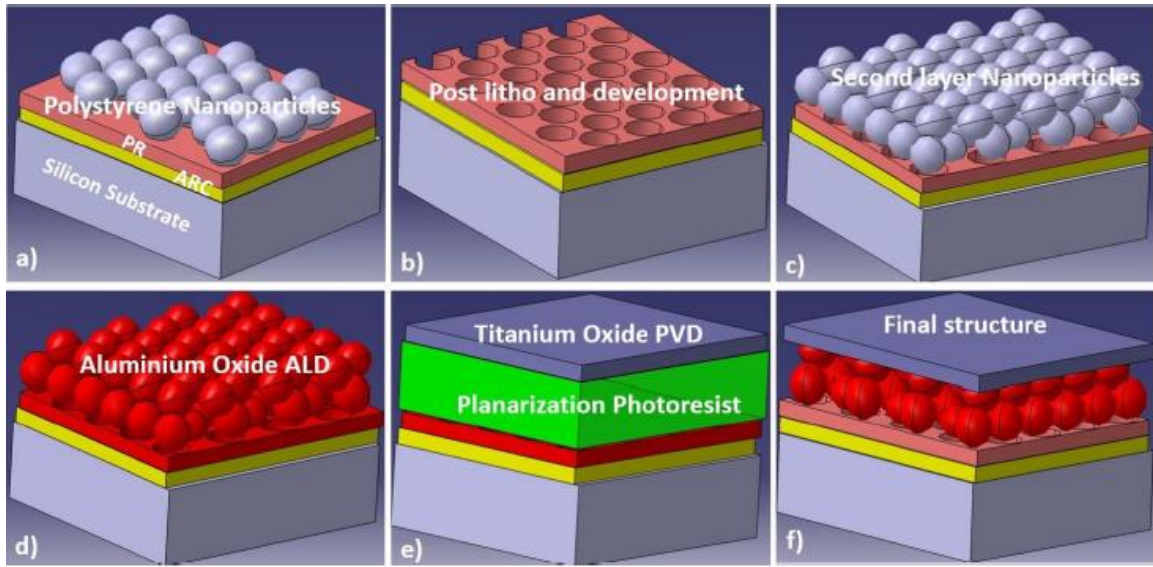 Polystyrene Nanoparticles
PR
ARC
Silicon Substrate
a)
Post litho and development
b)
Second layer Nanoparticles
c)
Aluminium Oxide ALD
d)
Titanium Oxide PVD
Planarization Photoresist
e)
Final structure
f)